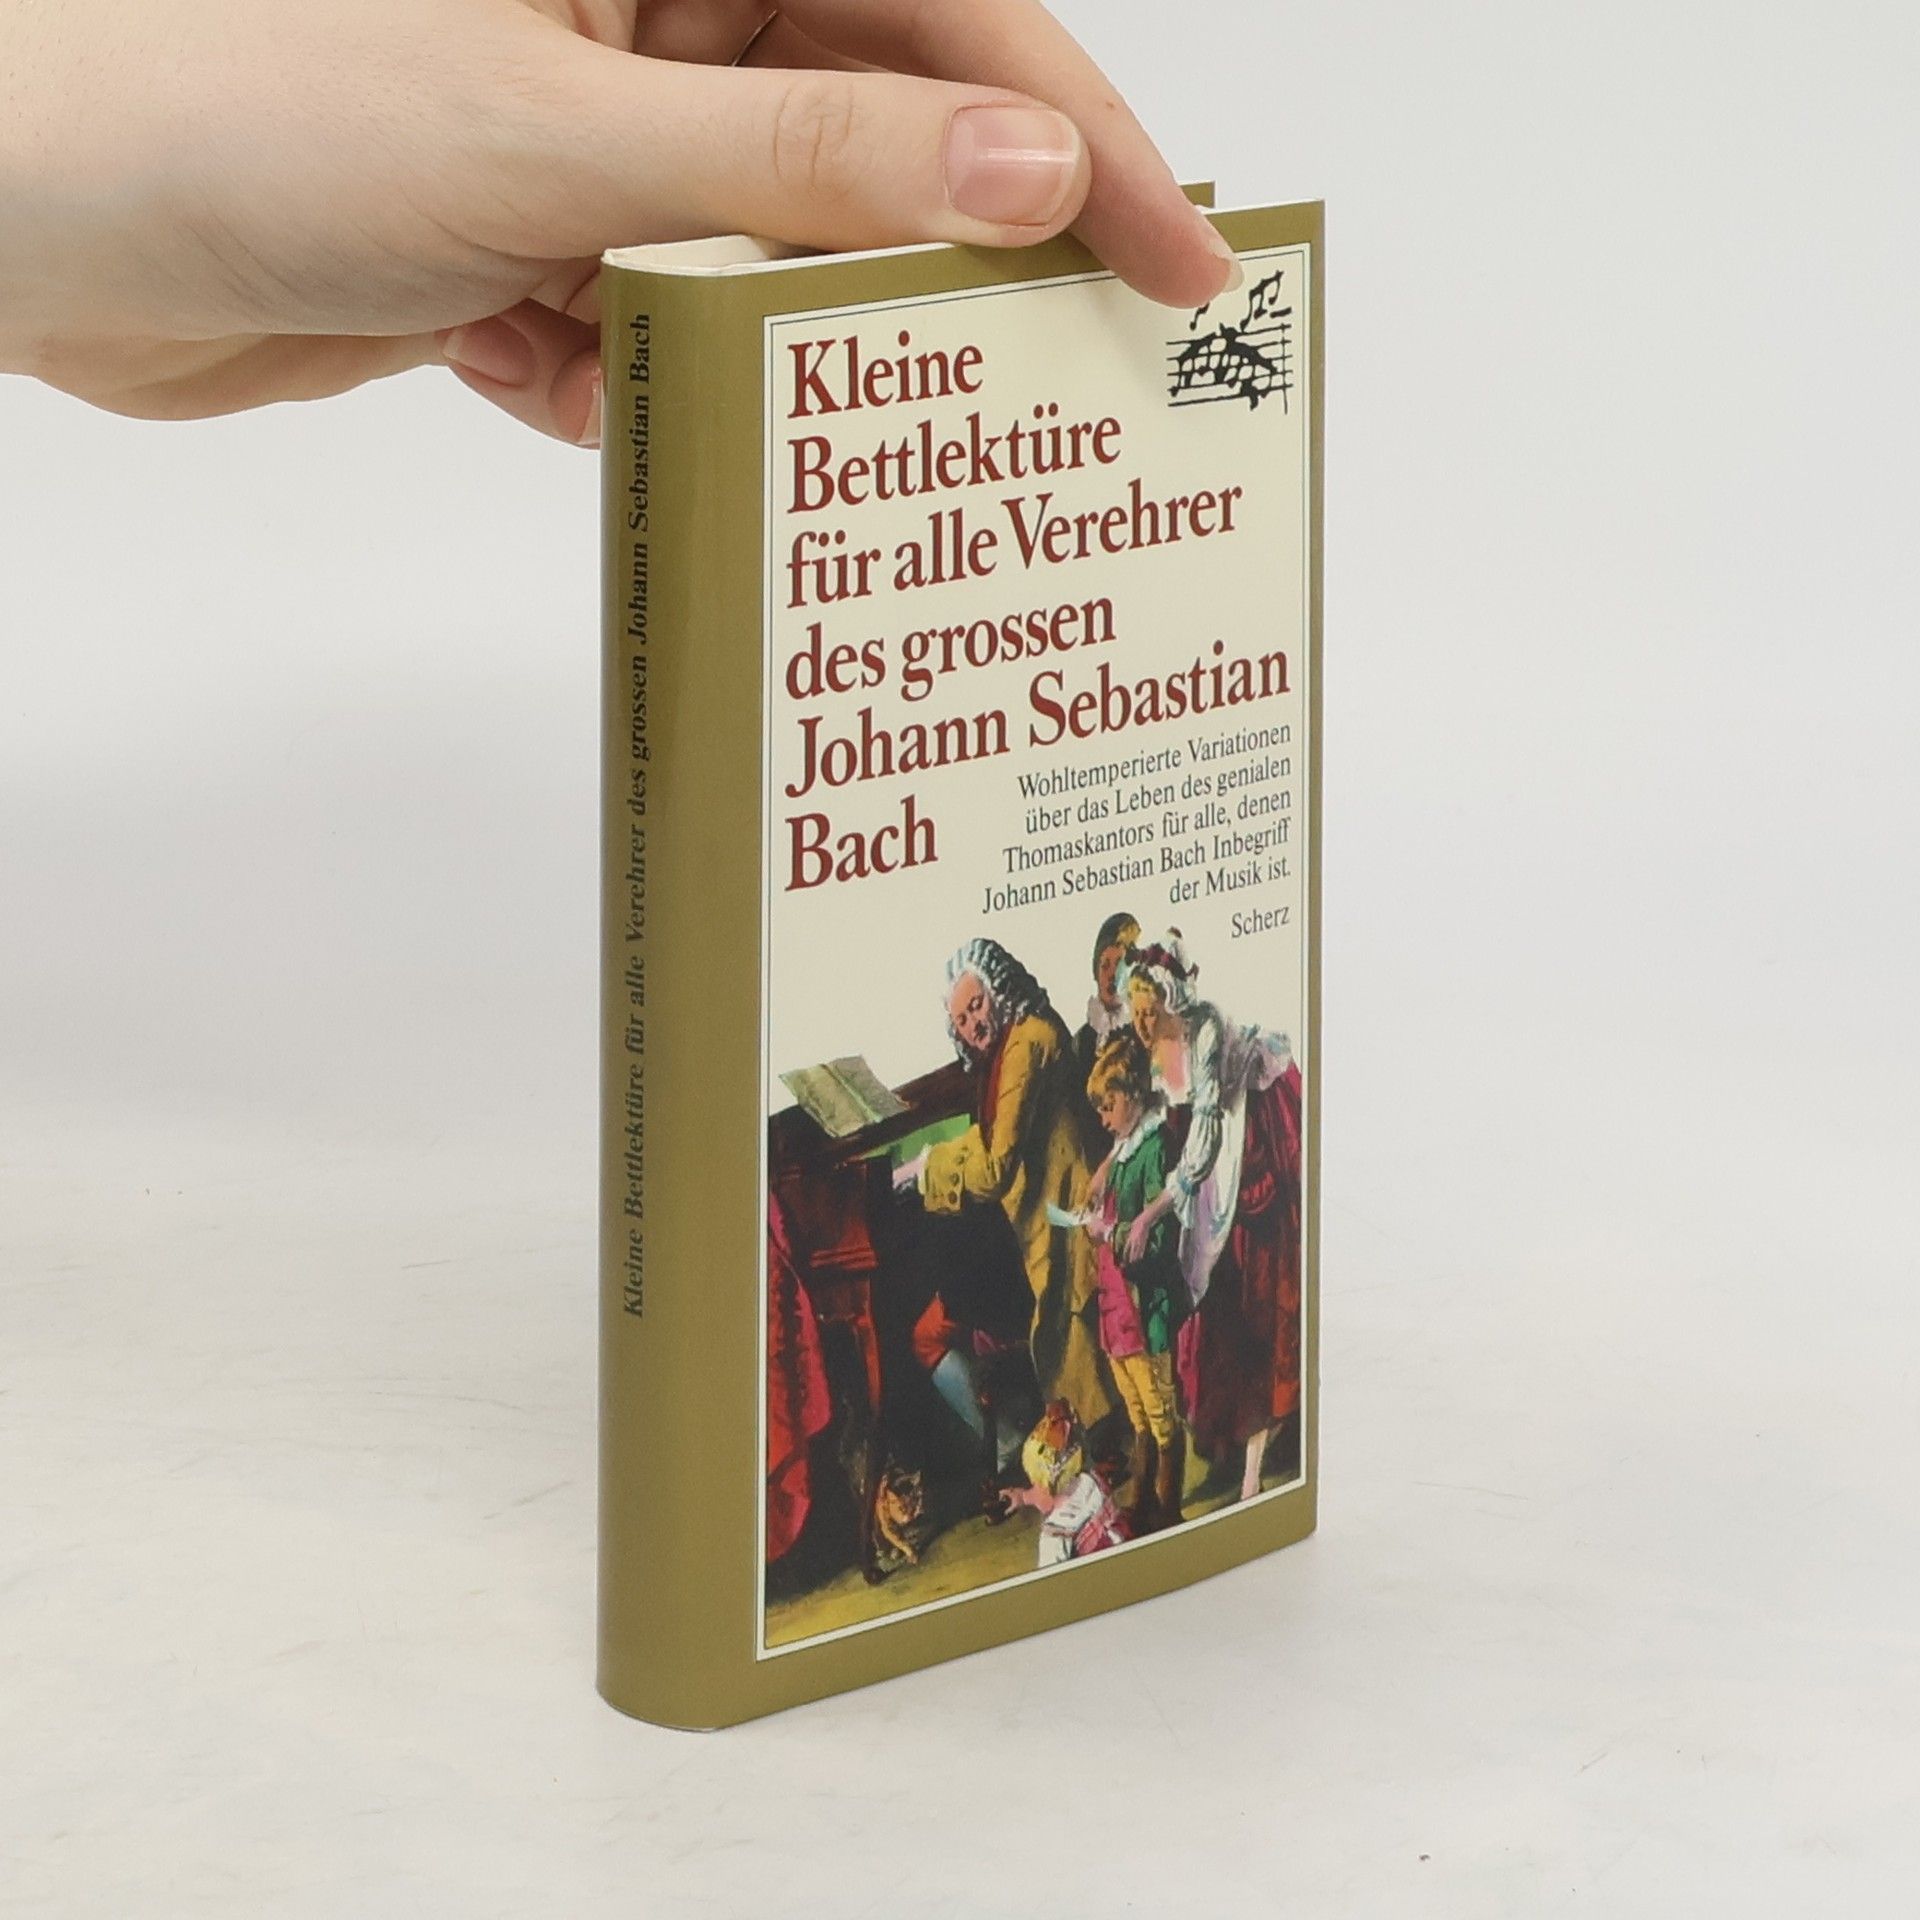 Kleine Bettlektüre für alle Verehrer des grossen Johann Sebastian Bach
Kleine
Bettlektüre
für alle Verehrer
des grossen
Johann Sebastian
Bach
Wohltemperierte Variationen
über das Leben des genialen
Thomaskantors für alle, denen
Johann Sebastian Bach Inbegriff
der Musik ist.
Scherz